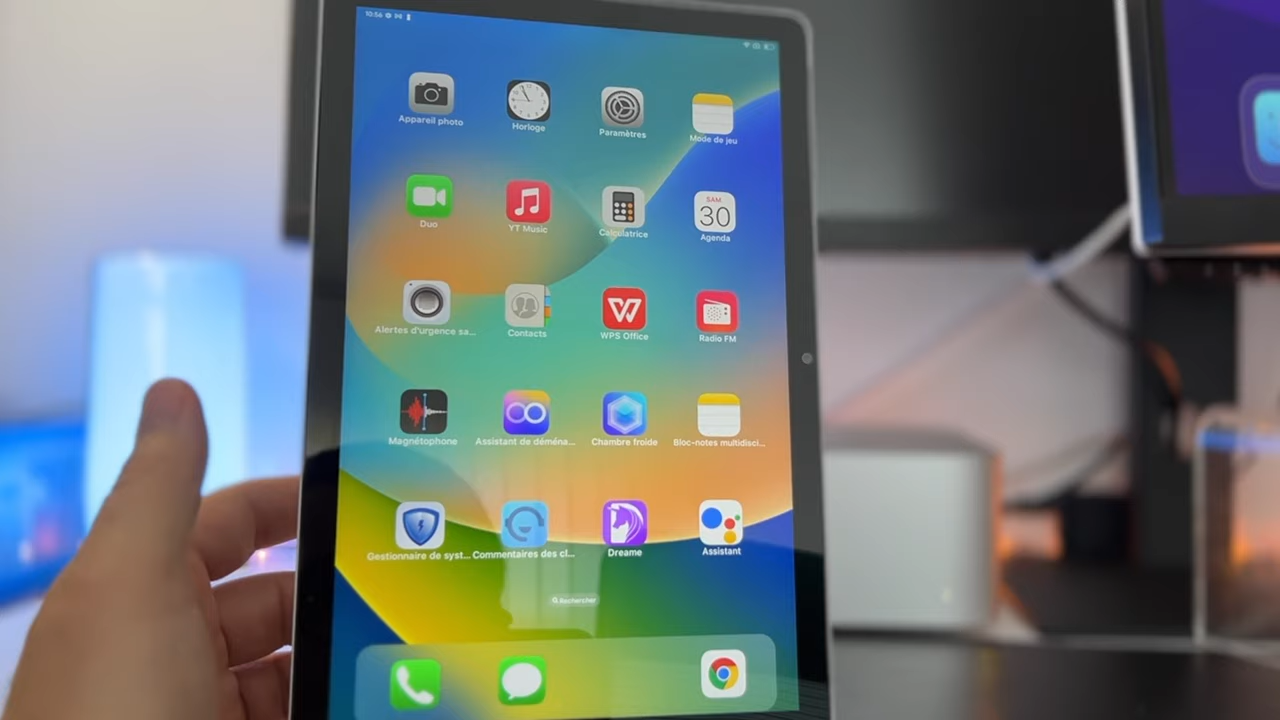 10:56
Appareil photo
Horloge
Paramètres
Mode de jeu
Duo
YT Music
Calculatrice
SAM
30
Agenda
Alertes d'urgence sa...
Contacts
WPS Office
Radio FM
Magnétophone
Assistant de déména...
Chambre froide
Bloc-notes multidisci...
Gestionnaire de syst...
Commentaires des cl...
Dreame
Assistant
Rechercher